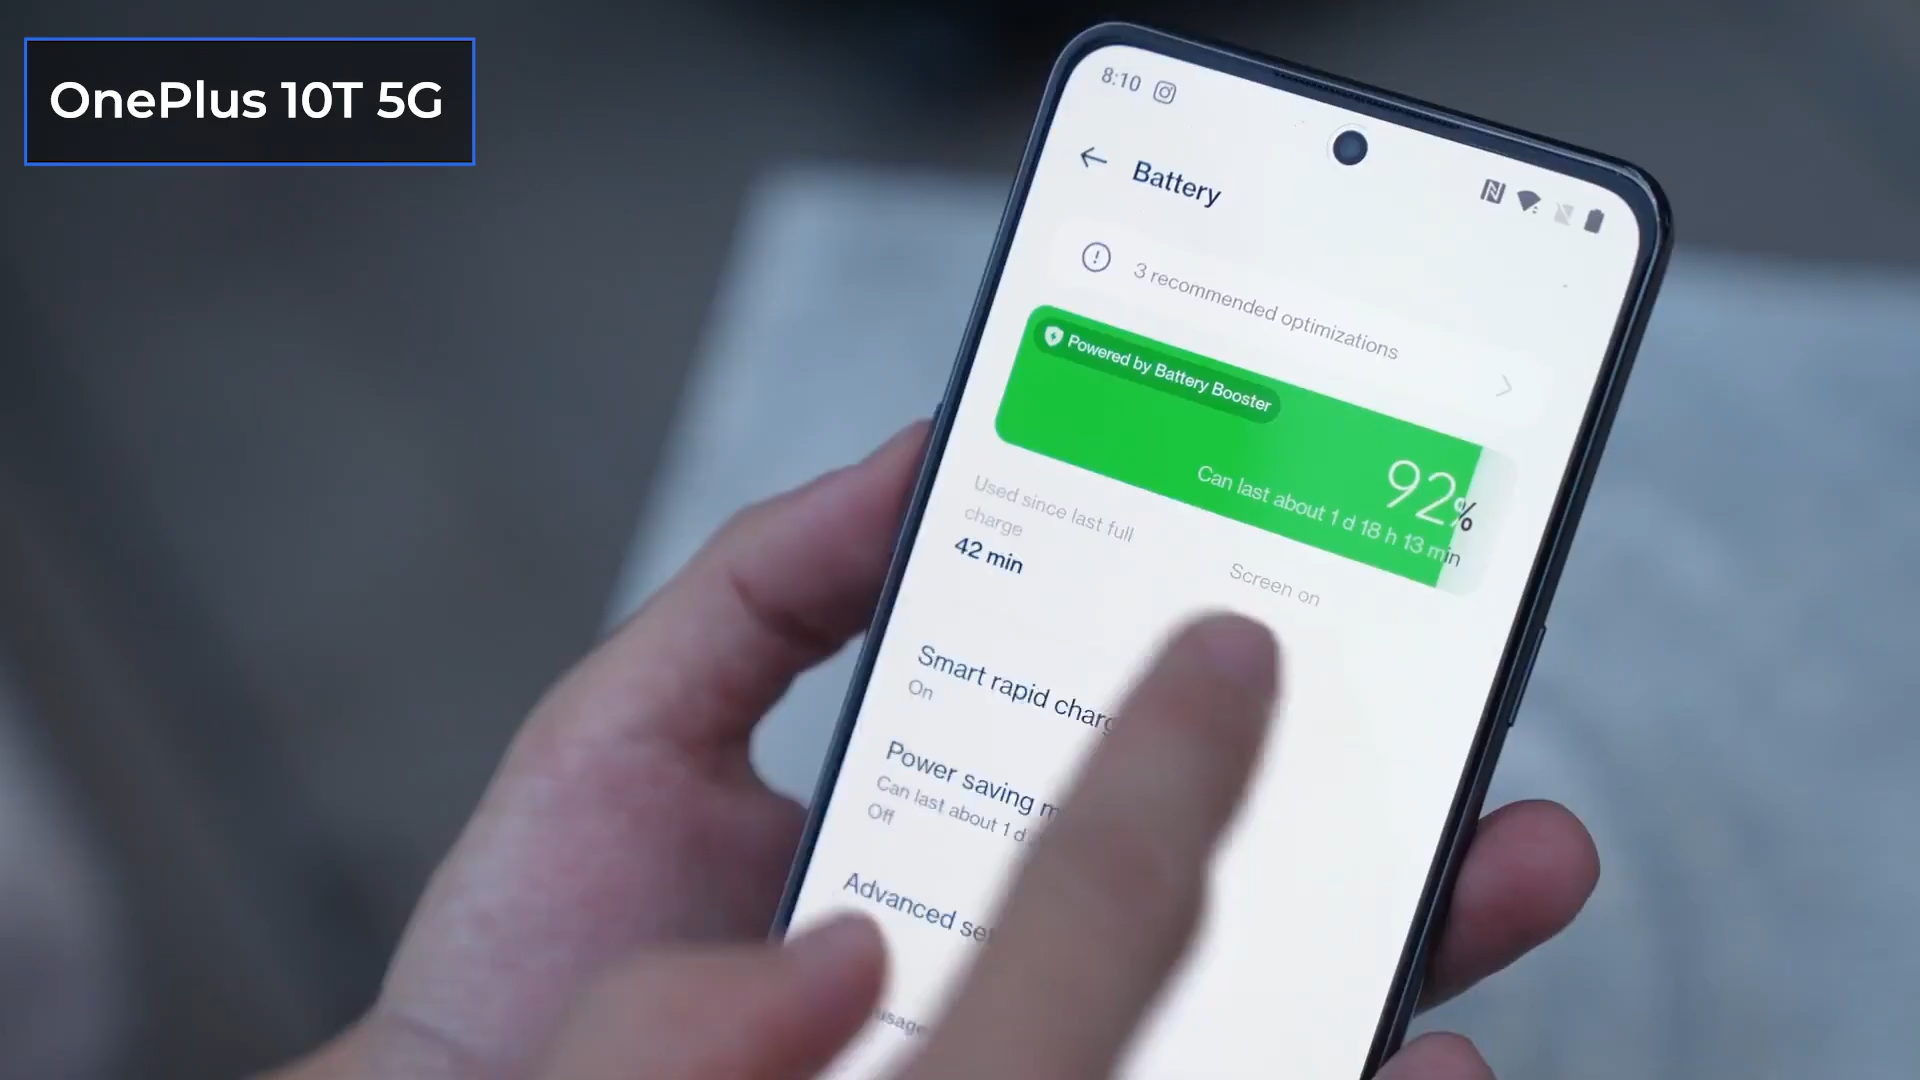 OnePlus 10T 5G
8:10
Battery
3 recommended optimizations
Powered by Battery Booster
92%
Can last about 1 d 18 h 13 min
Used since last full
charge
42 min
Screen on
Smart rapid
On
Power saving
Can last about 1 d
Off
Advanced
usage